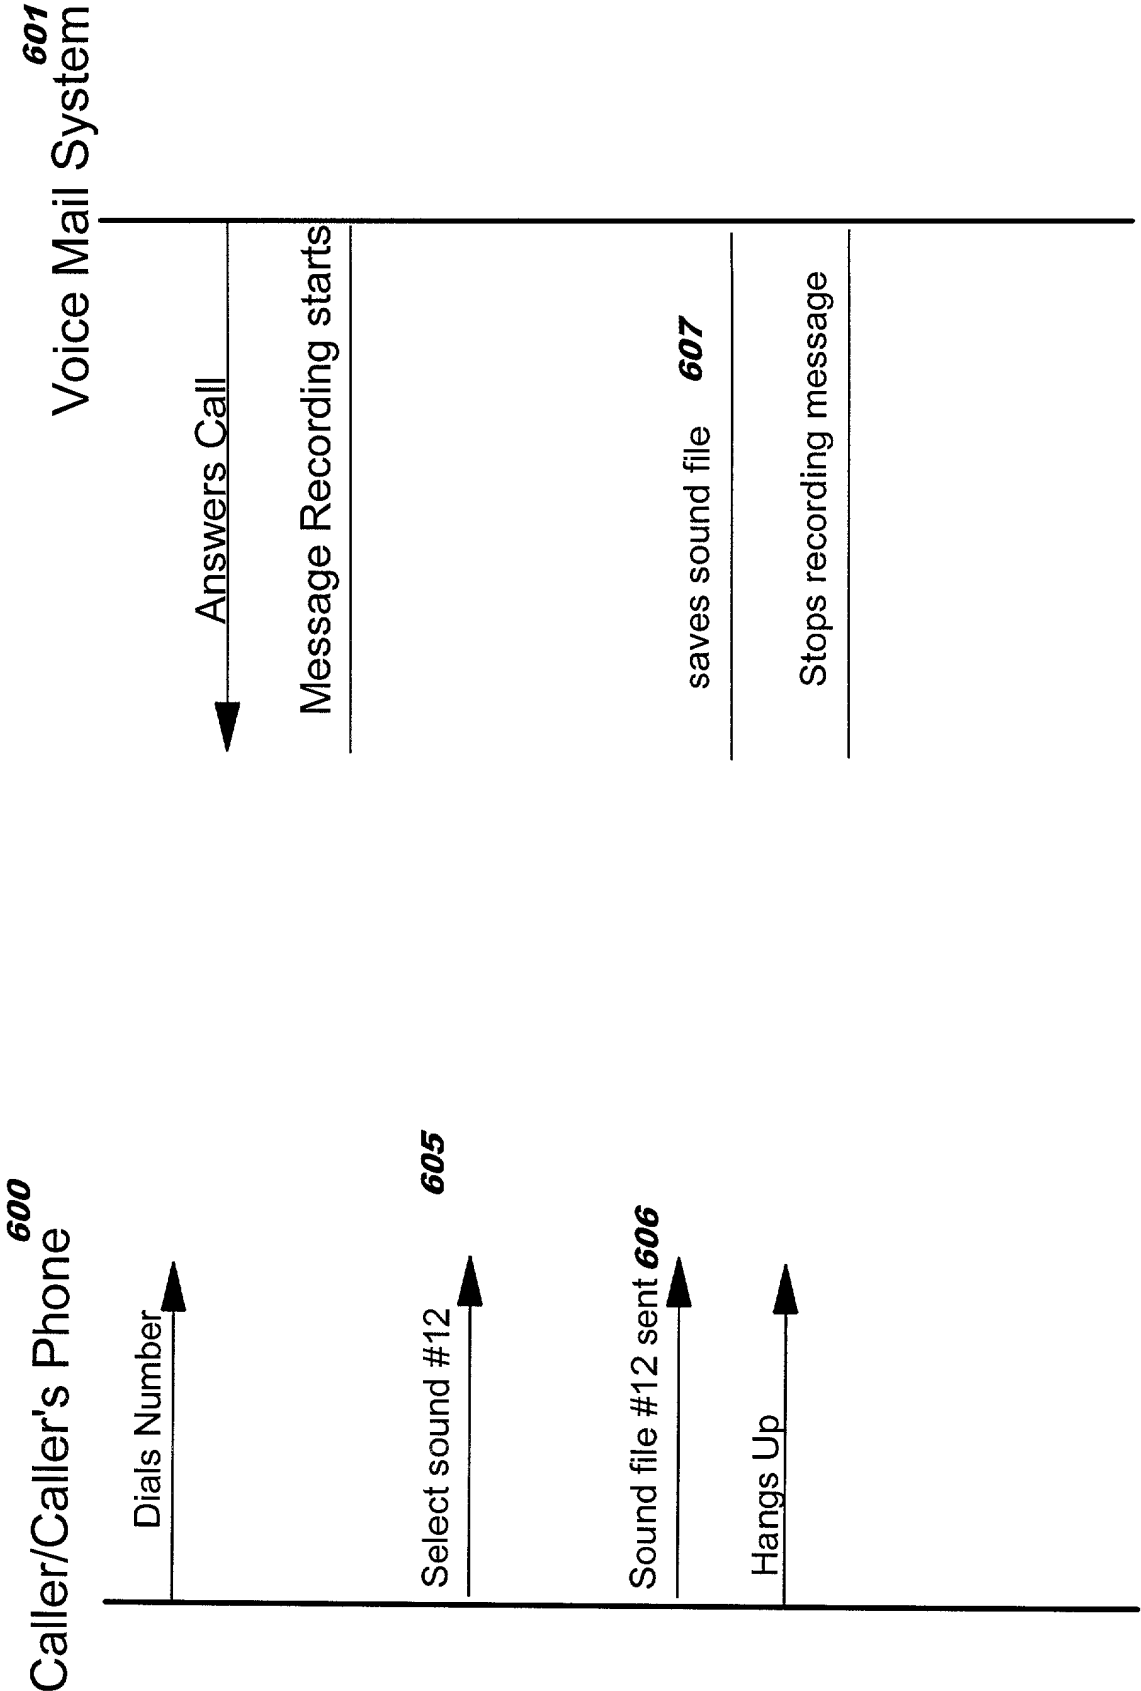 600
Caller/Caller's Phone
601
Voice Mail System
Dials Number
Answers Call
Message Recording starts
Select sound #12 605
Sound file #12 sent 606
saves sound file 607
Hangs Up
Stops recording message